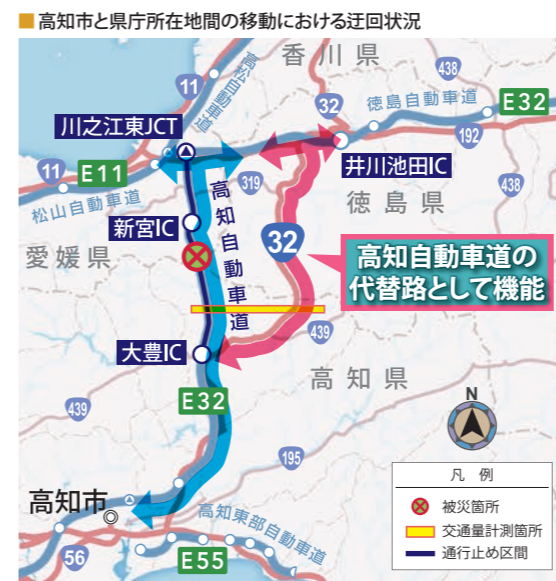 ■高知市と県庁所在地間の移動における迂回状況
香川県
438
11
高松自動車道
32
徳島自動車道
E32
川之江東JCT
192
井川池田IC
11
E11
319
438
松山自動車道
高知自動車道
徳島県
新宮IC
32
愛媛県
高知自動車道の
代替路として機能
439
大豊IC
高知県
E32
N
439
195
凡例
高知市
被災箇所
高知東部自動車道
交通量計測箇所
56
E55
通行止め区間